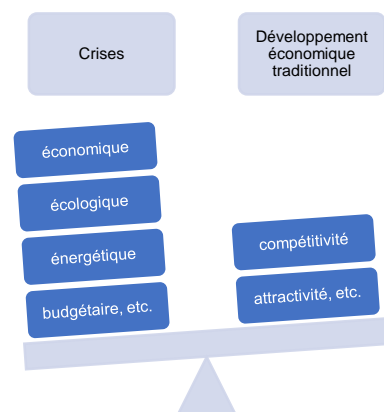 Crises
Développement
économique
traditionnel
économique
écologique
énergétique
budgétaire, etc.
compétitivité
attractivité, etc.